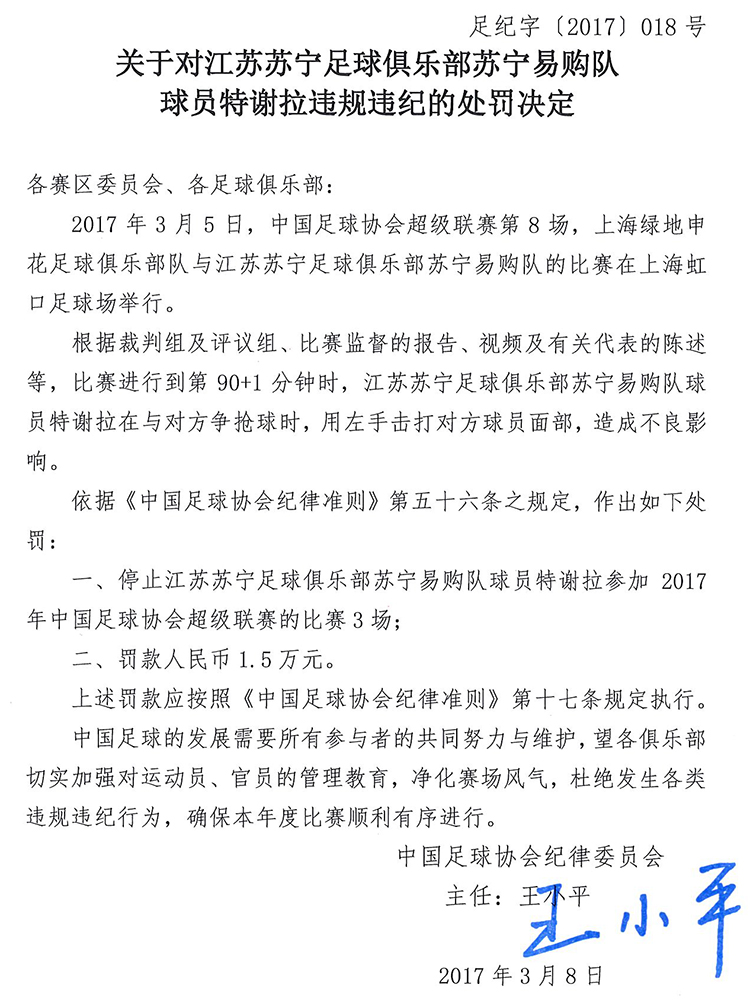 足纪字〔2017〕018号
关于对江苏苏宁足球俱乐部苏宁易购队
球员特谢拉违规违纪的处罚决定
各赛区委员会、各足球俱乐部：
2017年3月5日，中国足球协会超级联赛第8场，上海绿地申
花足球俱乐部队与江苏苏宁足球俱乐部苏宁易购队的比赛在上海虹
口足球场举行。
根据裁判组及评议组、比赛监督的报告、视频及有关代表的陈述
等，比赛进行到第90+1分钟时，江苏苏宁足球俱乐部苏宁易购队球
员特谢拉在与对方争抢球时，用左手击打对方球员面部，造成不良影
响。
依据《中国足球协会纪律准则》第五十六条之规定，作出如下处
罚：
一、停止江苏苏宁足球俱乐部苏宁易购队球员特谢拉参加 2017
年中国足球协会超级联赛的比赛3场；
二、罚款人民币1.5万元。
上述罚款应按照《中国足球协会纪律准则》第十七条规定执行。
中国足球的发展需要所有参与者的共同努力与维护，望各俱乐部
切实加强对运动员、官员的管理教育，净化赛场风气，杜绝发生各类
违规违纪行为，确保本年度比赛顺利有序进行。
中国足球协会纪律委员会
主任：王小平
王小平
2017年3月8日